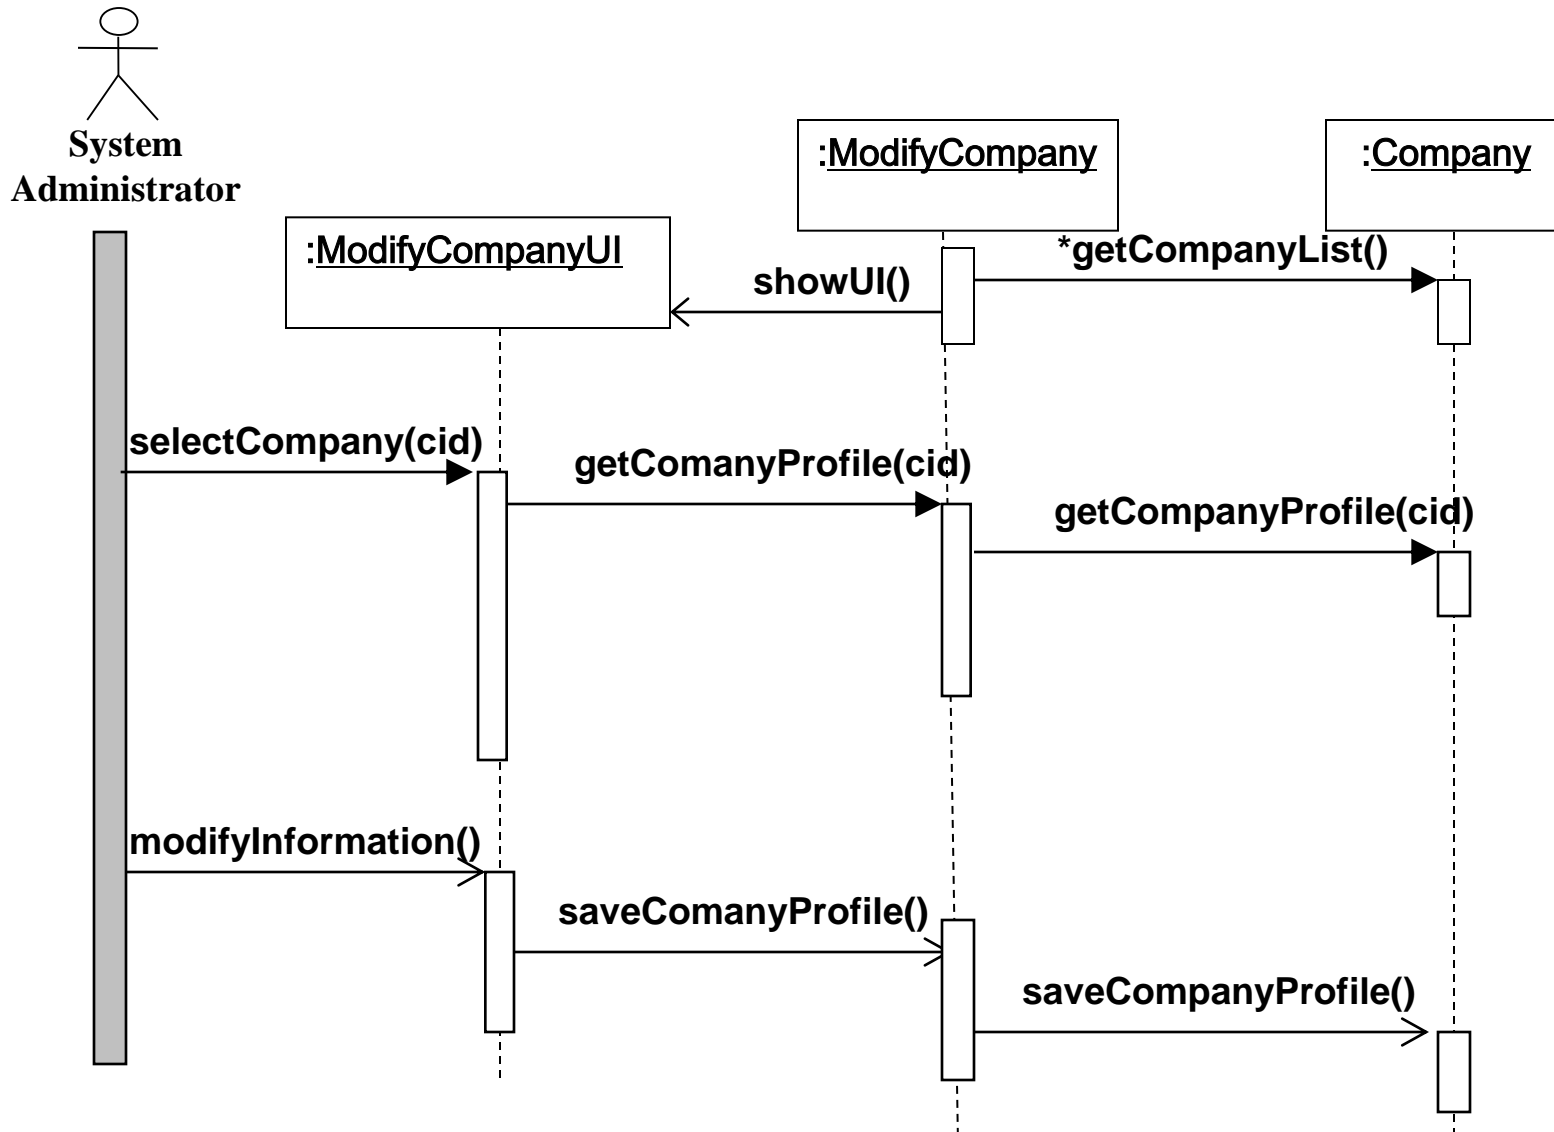 System
Administrator
:ModifyCompany
:Company
:ModifyCompanyUI
*getCompanyList()
showUI()
selectCompany(cid)
getComanyProfile(cid)
getCompanyProfile(cid)
modifyInformation()
saveComanyProfile()
saveCompanyProfile()